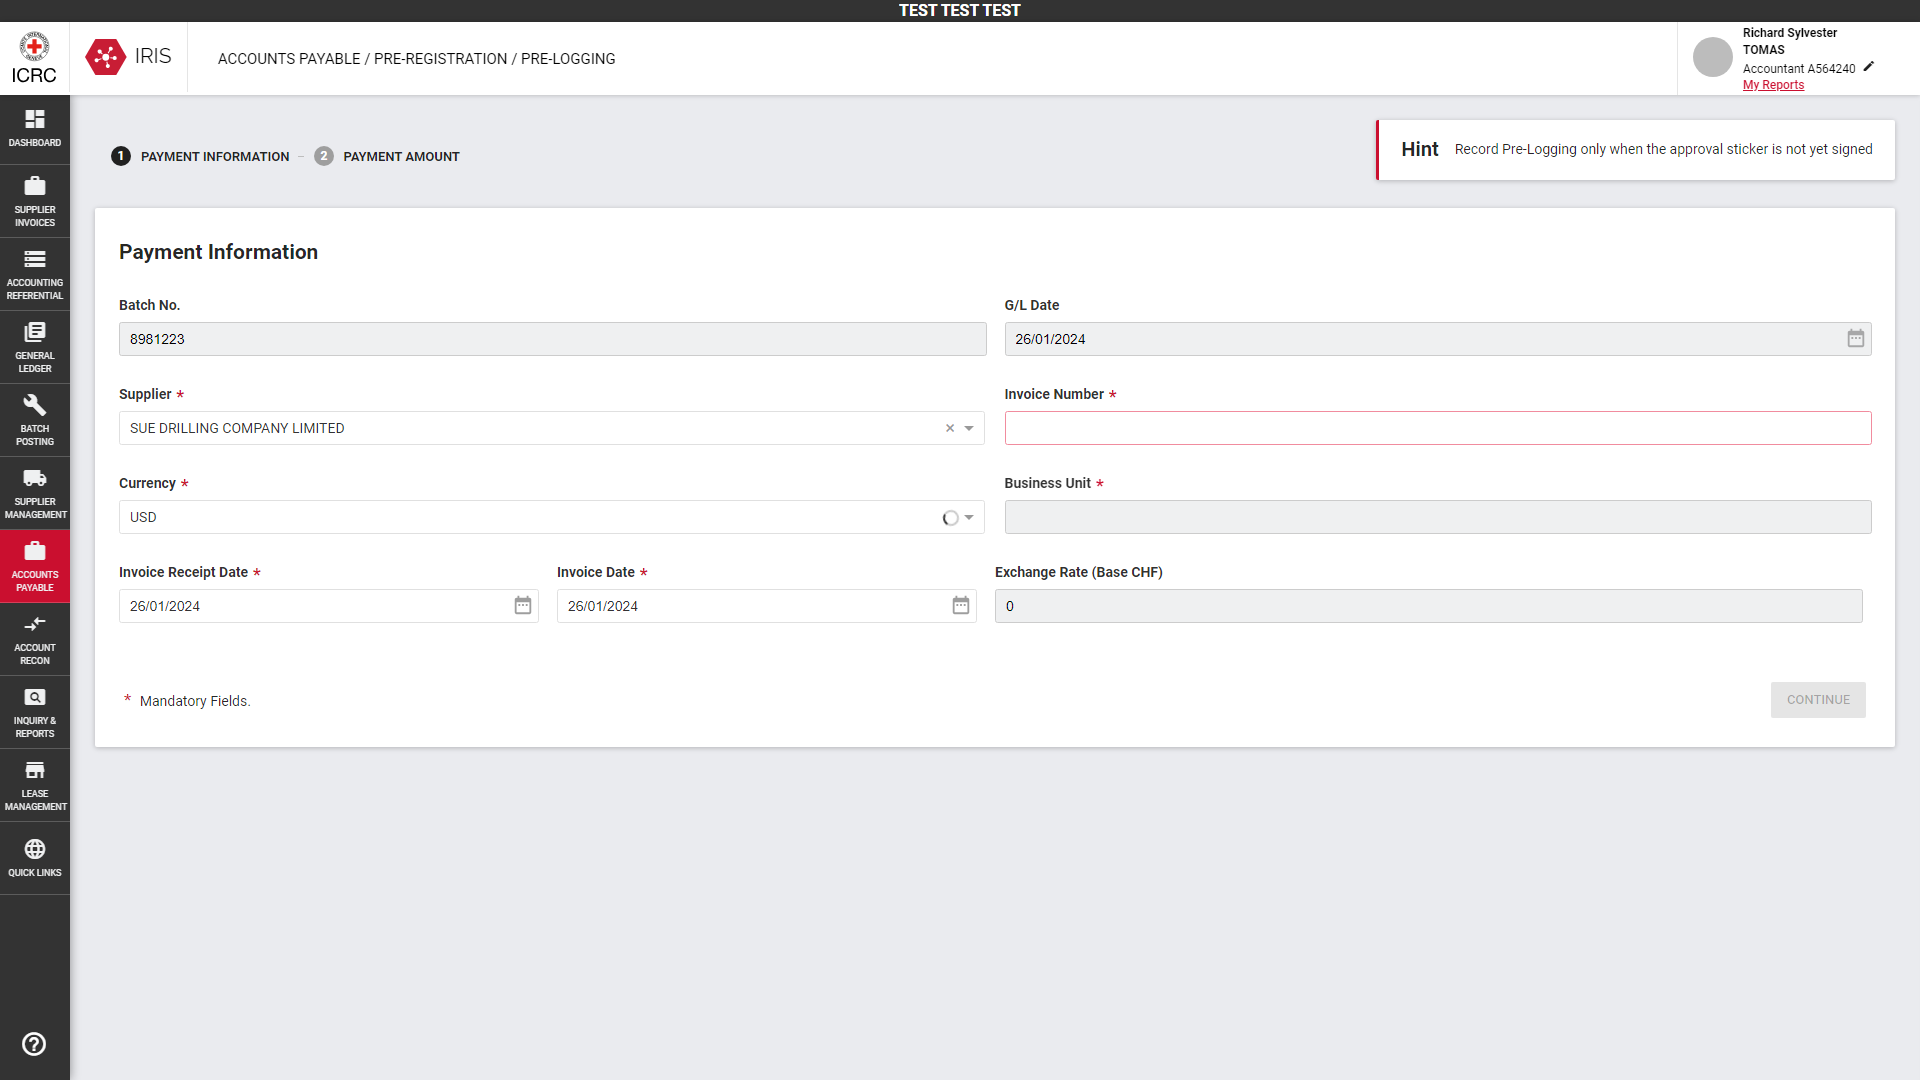 TEST TEST TEST
ICRC
IRIS
ACCOUNTS PAYABLE / PRE-REGISTRATION / PRE-LOGGING
Richard Sylvester
TOMAS
Accountant A564240
My Reports
DASHBOARD
SUPPLIER
INVOICES
ACCOUNTING
REFERENTIAL
GENERAL
LEDGER
BATCH
POSTING
SUPPLIER
MANAGEMENT
ACCOUNTS
PAYABLE
ACCOUNT
RECON
INQUIRY &
REPORTS
LEASE
MANAGEMENT
QUICK LINKS
1 PAYMENT INFORMATION – 2 PAYMENT AMOUNT
Hint Record Pre-Logging only when the approval sticker is not yet signed
Payment Information
Batch No.
8981223
G/L Date
26/01/2024
Supplier *
SUE DRILLING COMPANY LIMITED
Invoice Number *
Currency *
USD
Business Unit *
Invoice Receipt Date *
26/01/2024
Invoice Date *
26/01/2024
Exchange Rate (Base CHF)
0
* Mandatory Fields.
CONTINUE